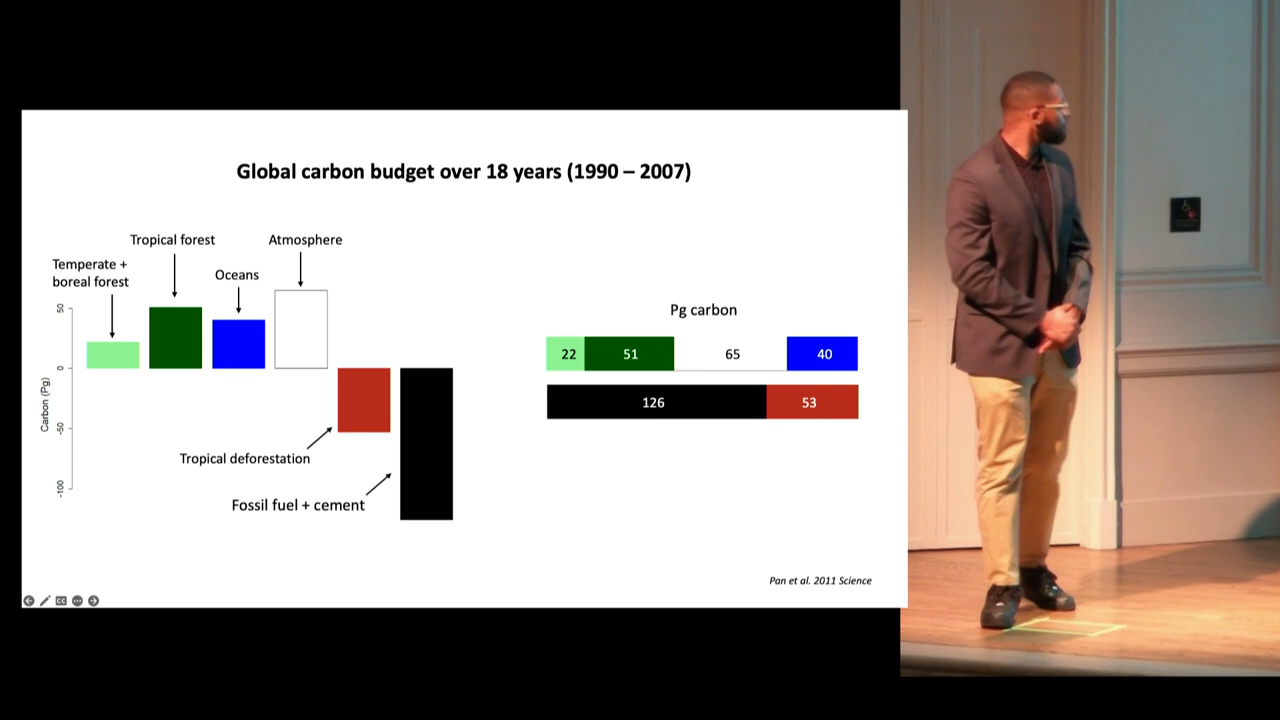 Global carbon budget over 18 years (1990 – 2007)
Tropical forest
Atmosphere
Temperate +
boreal forest
Oceans
50
0
-50
-100
Carbon (Pg)
Tropical deforestation
Fossil fuel + cement
Pg carbon
22 51 65 40
126 53
Pan et al. 2011 Science
CC